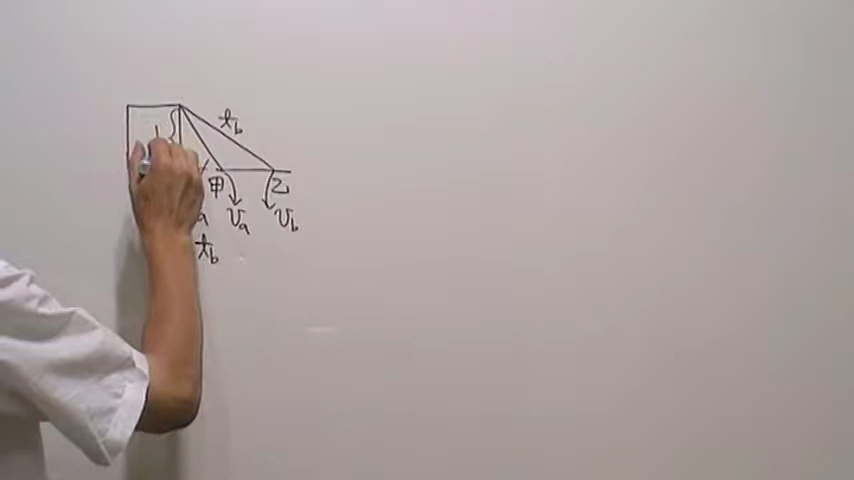 t_b
甲 乙
a v_a v_b
t_b